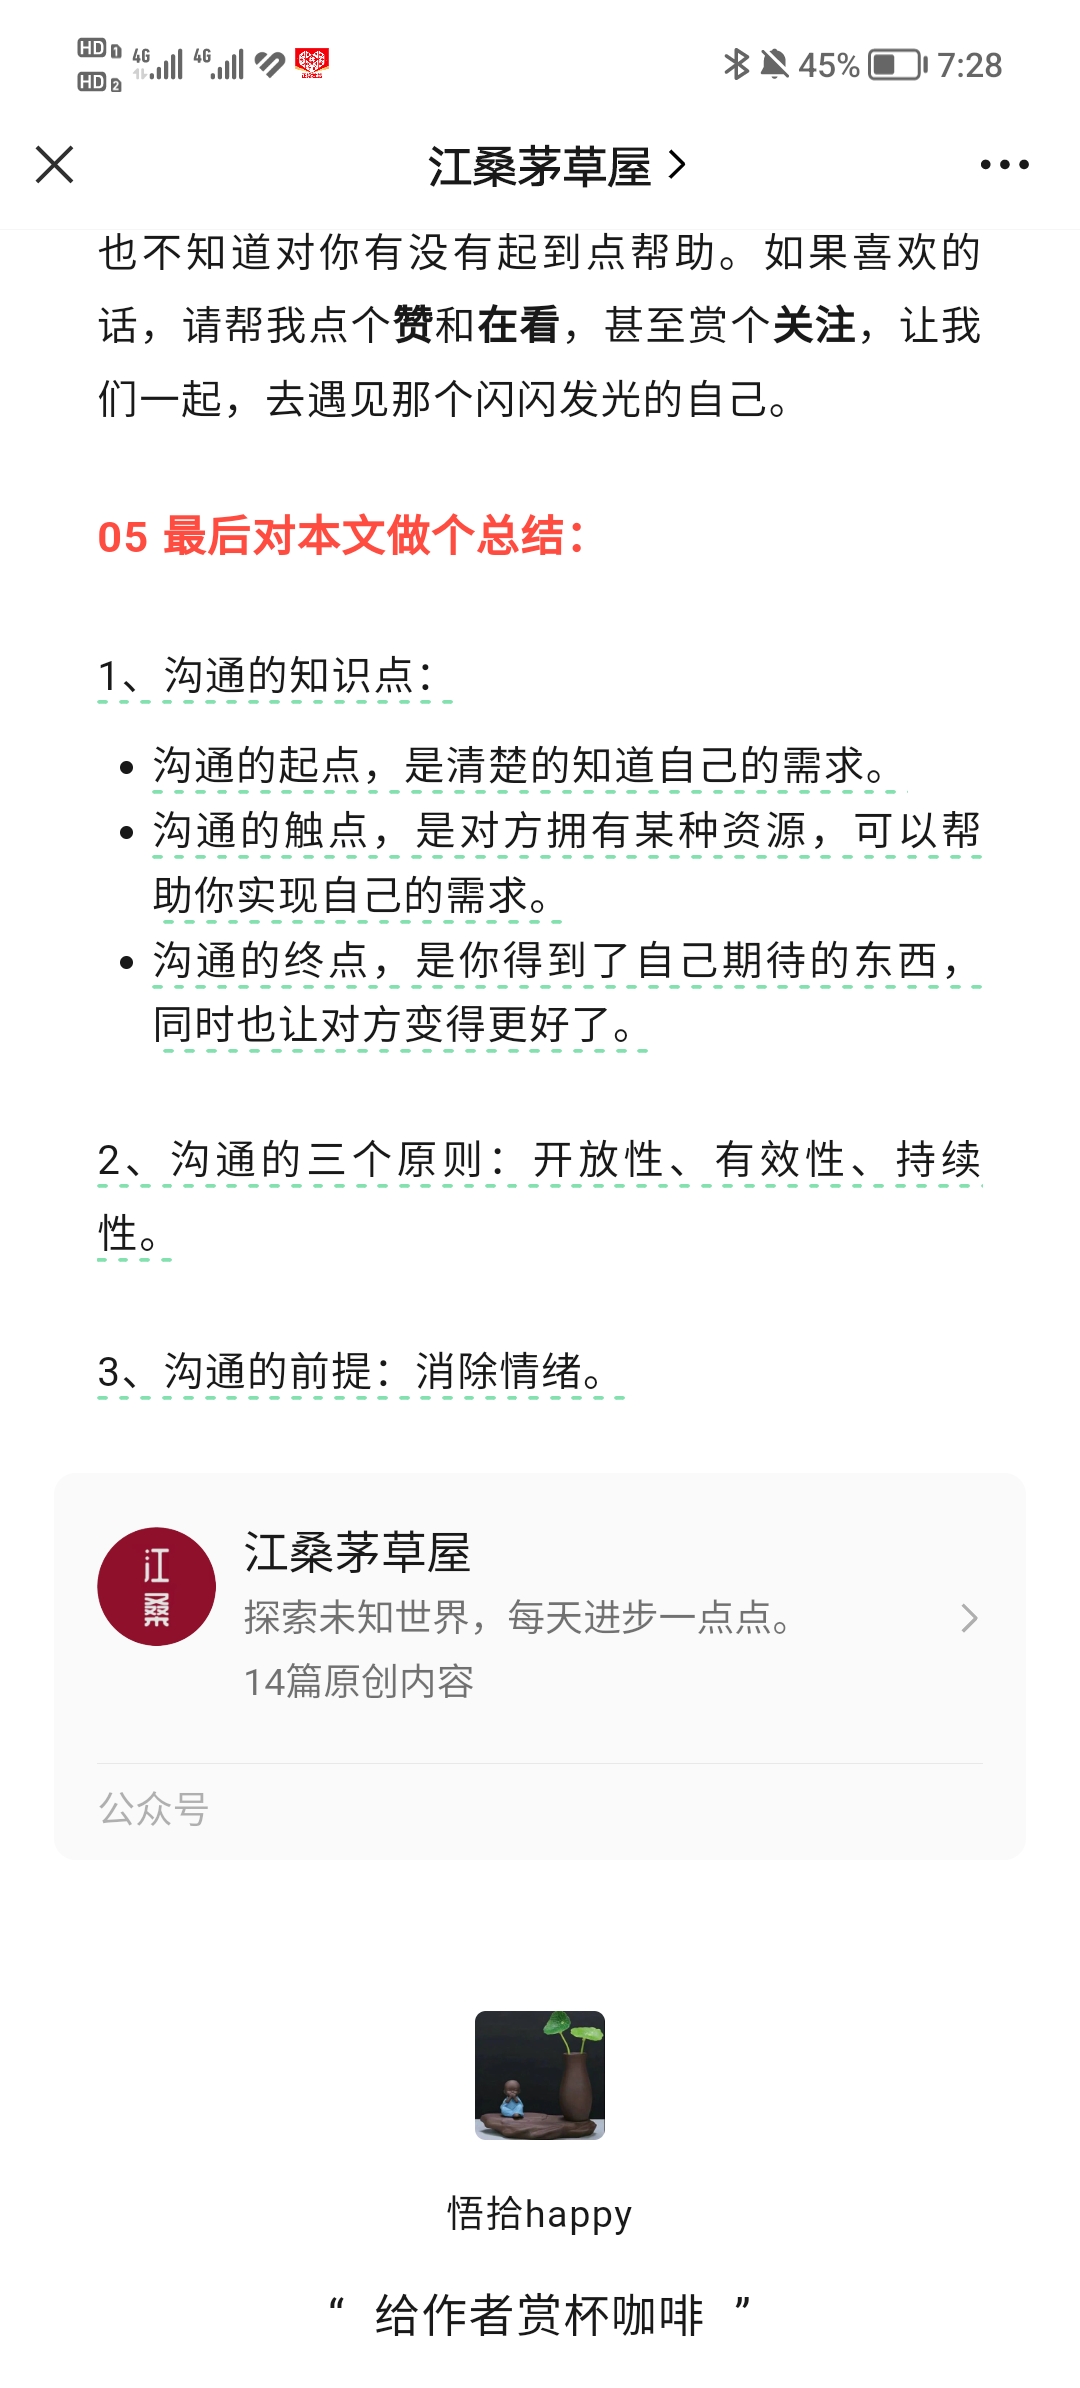 HD 1 4G 4G 45% 7:28
HD 2
江桑茅草屋
也不知道对你有没有起到点帮助。如果喜欢的
话，请帮我点个赞和在看，甚至赏个关注，让我
们一起，去遇见那个闪闪发光的自己。
05 最后对本文做个总结：
1、沟通的知识点：
• 沟通的起点，是清楚的知道自己的需求。
• 沟通的触点，是对方拥有某种资源，可以帮
助你实现自己的需求。
• 沟通的终点，是你得到了自己期待的东西，
同时也让对方变得更好了。
2、沟通的三个原则：开放性、有效性、持续
性。
3、沟通的前提：消除情绪。
江
桑
江桑茅草屋
探索未知世界，每天进步一点点。
14篇原创内容
公众号
悟拾happy
“ 给作者赏杯咖啡 ”